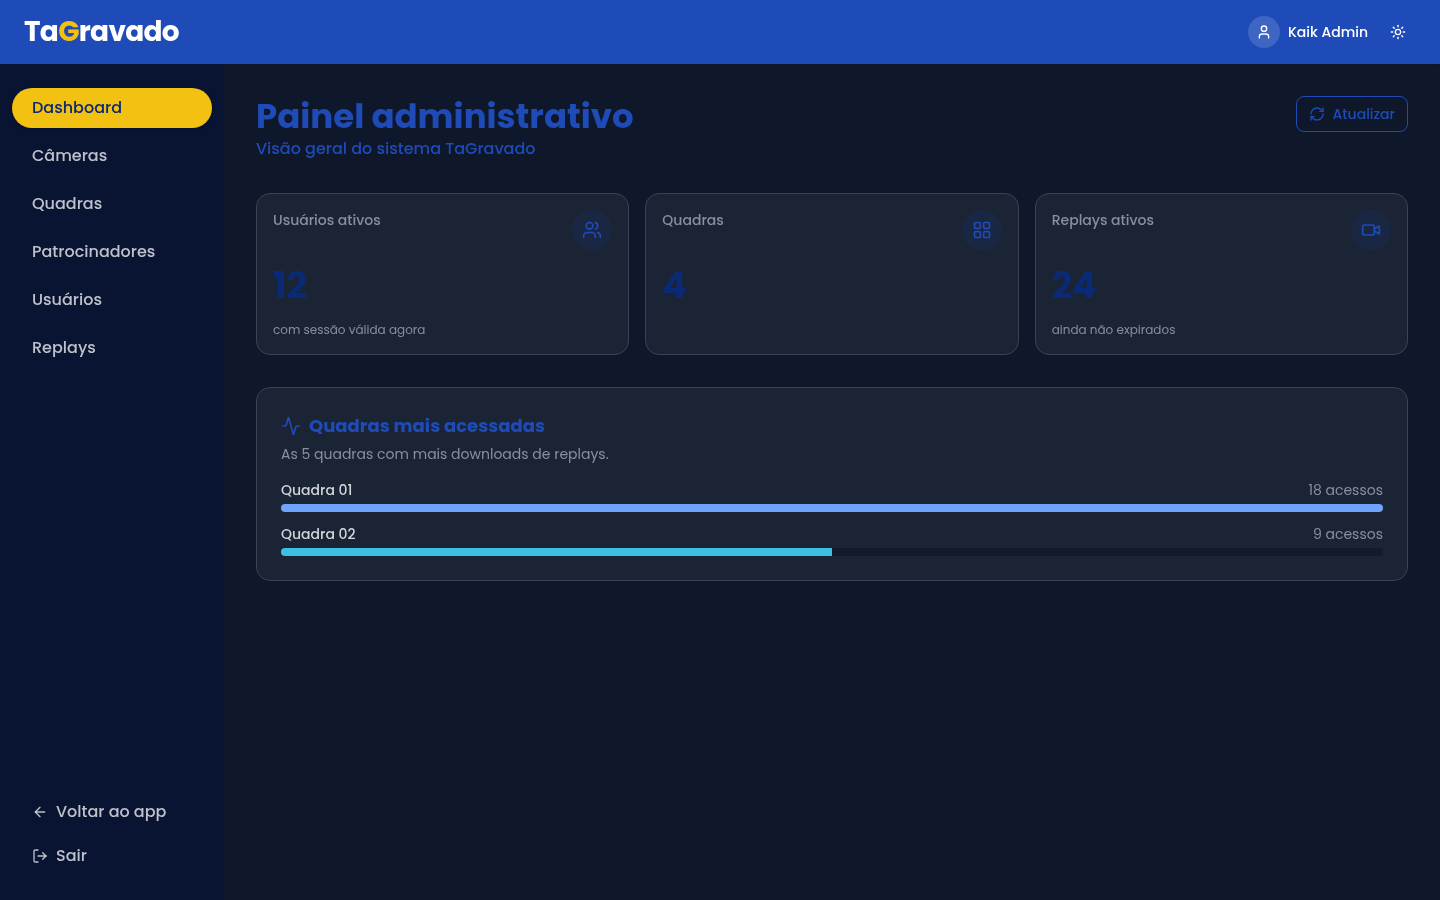 TaGravado
Kaik Admin
Dashboard
Câmeras
Quadras
Patrocinadores
Usuários
Replays
Voltar ao app
Sair
Painel administrativo
Visão geral do sistema TaGravado
Atualizar
Usuários ativos
12
com sessão válida agora
Quadras
4
Replays ativos
24
ainda não expirados
Quadras mais acessadas
As 5 quadras com mais downloads de replays.
Quadra 01
18 acessos
Quadra 02
9 acessos